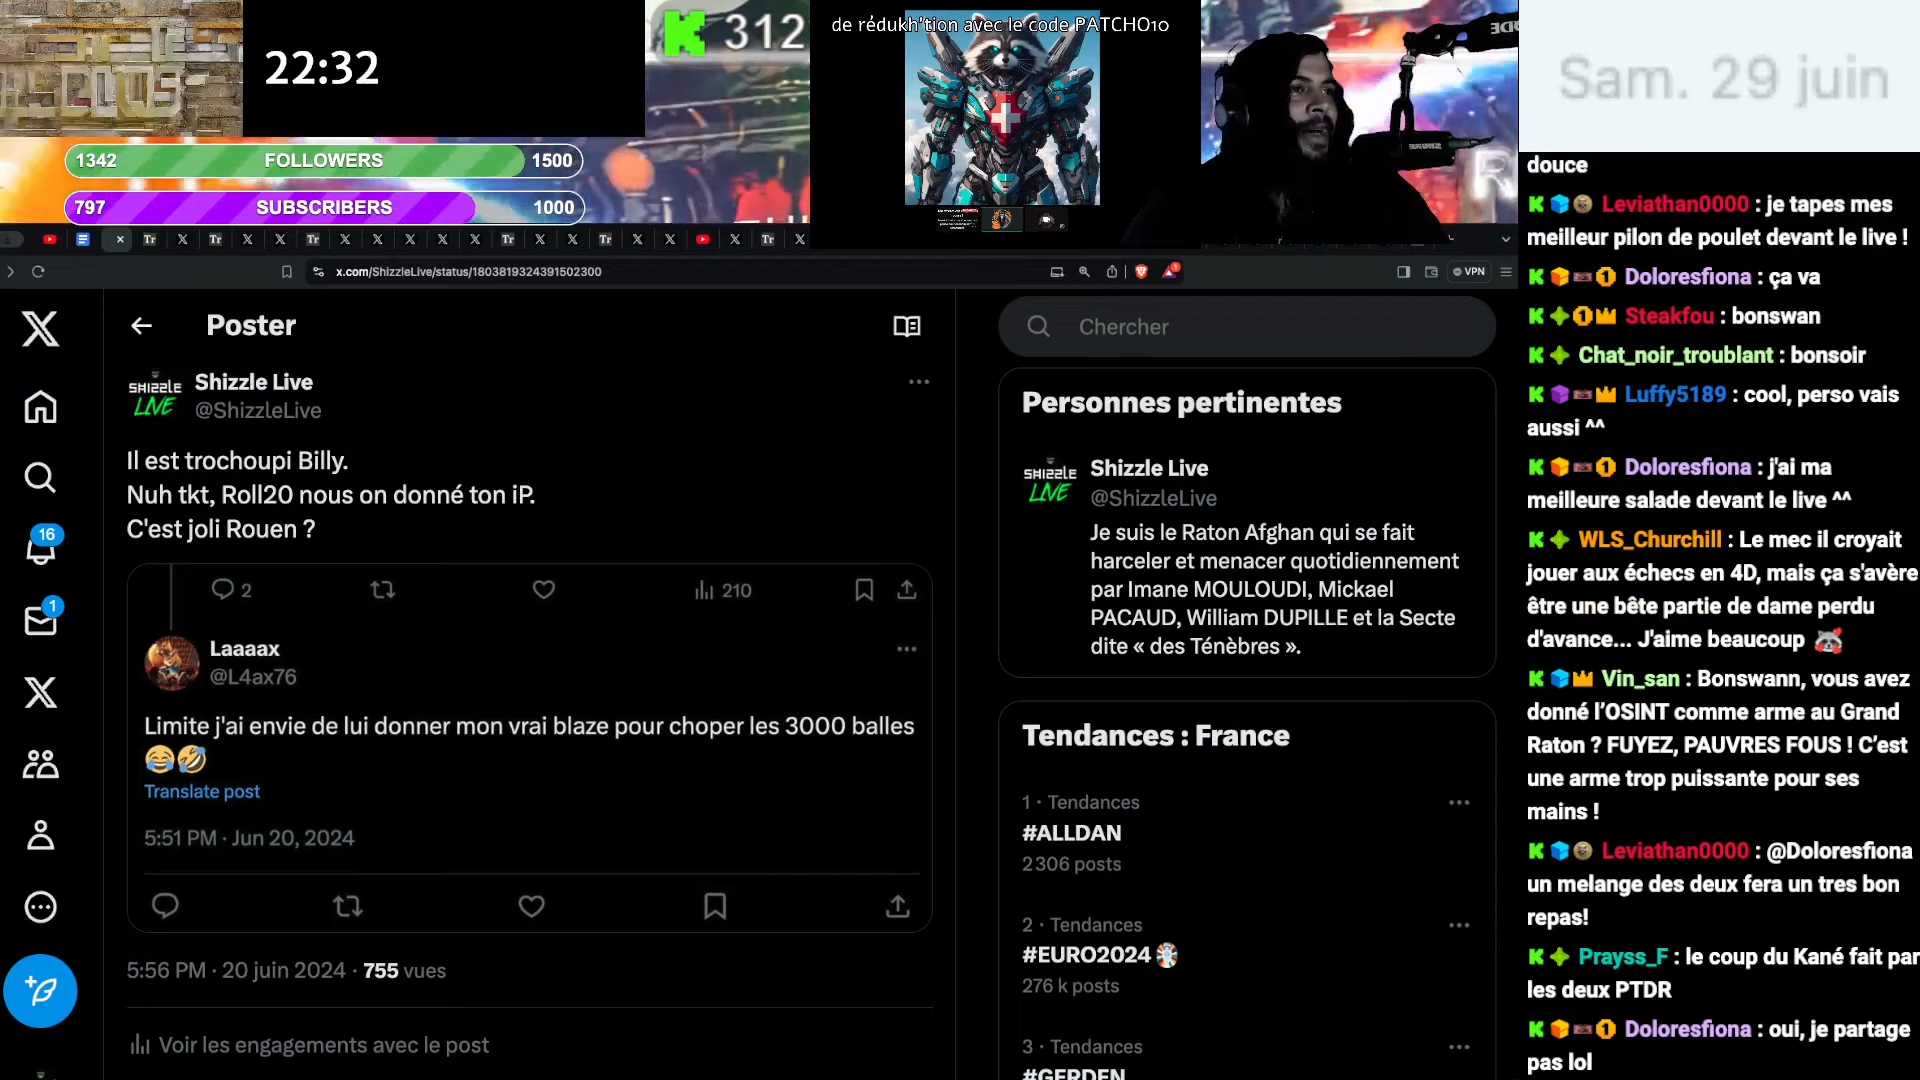 22:32
312
1342 FOLLOWERS 1500
797 SUBSCRIBERS 1000
de rédukh'tion avec le code PATCHO10
Sam. 29 juin
x.com/ShizzleLive/status/1803819324391502300
VPN
Poster
Shizzle Live
@ShizzleLive
Il est trochoupi Billy.
Nuh tkt, Roll20 nous on donné ton iP.
C'est joli Rouen ?
2
210
Laaaax
@L4ax76
Limite j'ai envie de lui donner mon vrai blaze pour choper les 3000 balles
😂🤣
Translate post
5:51 PM · Jun 20, 2024
5:56 PM · 20 juin 2024 · 755 vues
Voir les engagements avec le post
16
1
Chercher
Personnes pertinentes
SHIZZLE
LIVE
Shizzle Live
@ShizzleLive
Je suis le Raton Afghan qui se fait
harceler et menacer quotidiennement
par Imane MOULOUDI, Mickael
PACAUD, William DUPILLE et la Secte
dite « des Ténèbres ».
Tendances : France
1 · Tendances
#ALLDAN
2 306 posts
2 · Tendances
#EURO2024
276 k posts
3 · Tendances
#GERDEN
douce
Leviathan0000 : je tapes mes
meilleur pilon de poulet devant le live !
Doloresfiona : ça va
Steakfou : bonswan
Chat_noir_troublant : bonsoir
Luffy5189 : cool, perso vais
aussi ^^
Doloresfiona : j'ai ma
meilleure salade devant le live ^^
WLS_Churchill : Le mec il croyait
jouer aux échecs en 4D, mais ça s'avère
être une bête partie de dame perdu
d'avance... J'aime beaucoup
Vin_san : Bonswann, vous avez
donné l'OSINT comme arme au Grand
Raton ? FUYEZ, PAUVRES FOUS ! C'est
une arme trop puissante pour ses
mains !
Leviathan0000 : @Doloresfiona
un melange des deux fera un tres bon
repas!
Prayss_F : le coup du Kané fait par
les deux PTDR
Doloresfiona : oui, je partage
pas lol